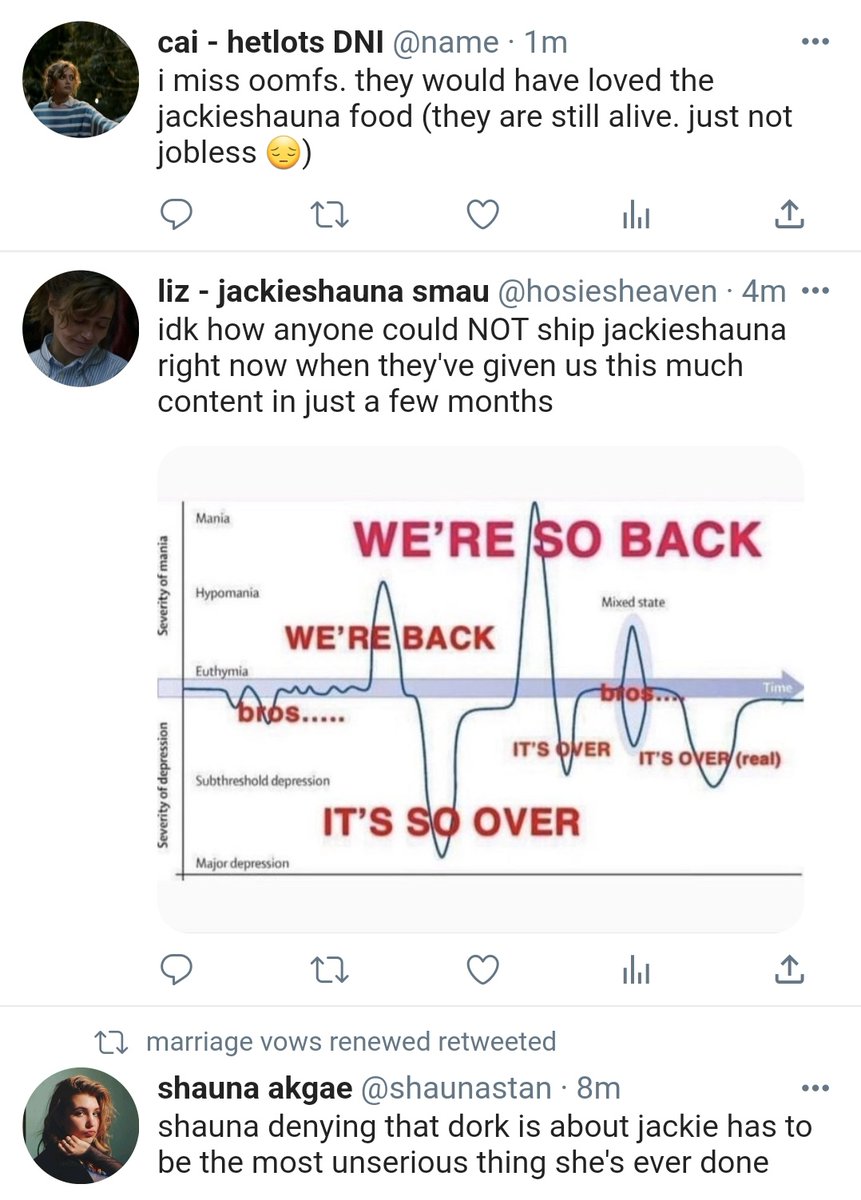 cai - hetlots DNI @name · 1m
i miss oomfs. they would have loved the
jackieshauna food (they are still alive. just not
jobless 😔)
liz - jackieshauna smau @hosiesheaven · 4m
idk how anyone could NOT ship jackieshauna
right now when they've given us this much
content in just a few months
Severity of mania
Mania
WE'RE SO BACK
Hypomania
Mixed state
WE'RE BACK
Euthymia
Time
bros....
bros.....
IT'S OVER
IT'S OVER (real)
Severity of depression
Subthreshold depression
IT'S SO OVER
Major depression
marriage vows renewed retweeted
shauna akgae @shaunastan · 8m
shauna denying that dork is about jackie has to
be the most unserious thing she's ever done